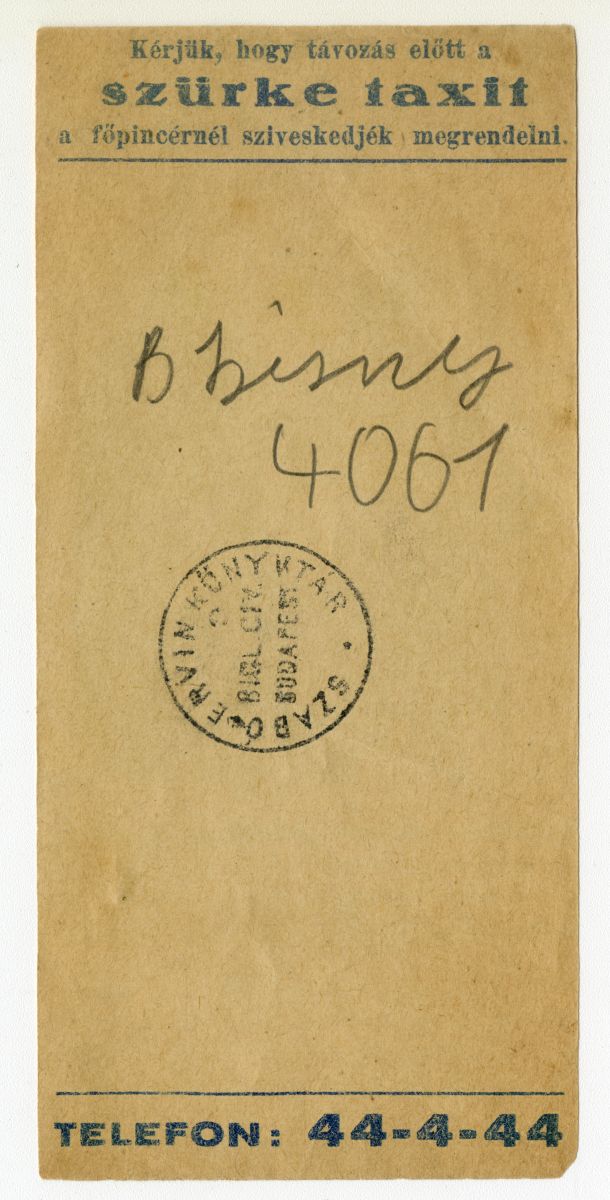 Kérjük, hogy távozás előtt a
szürke taxit
a főpincérnél sziveskedjék megrendelni.
B
4061
SZABÓ ERVIN KÖNYVTÁR
BIBL. CIV.
BUDAPEST
TELEFON: 44-4-44